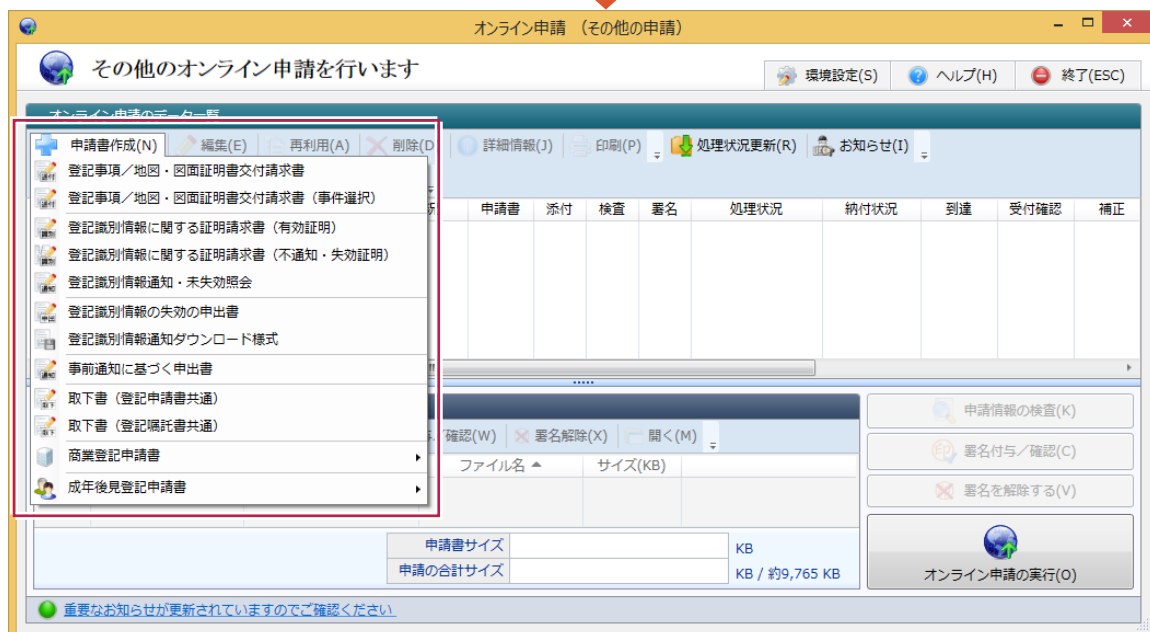 オンライン申請 （その他の申請）
その他のオンライン申請を行います
環境設定(S)
ヘルプ(H)
終了(ESC)
オンライン申請のデータ一覧
申請書作成(N)
編集(E)
再利用(A)
削除(D
詳細情報(J)
印刷(P)
処理状況更新(R)
お知らせ(I)
申請書 添付 検査 署名 処理状況 納付状況 到達 受付確認 補正
登記事項／地図・図面証明書交付請求書
登記事項／地図・図面証明書交付請求書（事件選択）
登記識別情報に関する証明請求書（有効証明）
登記識別情報に関する証明請求書（不通知・失効証明）
登記識別情報通知・未失効照会
登記識別情報の失効の申出書
登記識別情報通知ダウンロード様式
事前通知に基づく申出書
取下書（登記申請書共通）
取下書（登記嘱託書共通）
商業登記申請書
成年後見登記申請書
／確認(W)
署名解除(X)
開く(M)
ファイル名
サイズ(KB)
申請情報の検査(K)
署名付与／確認(C)
署名を解除する(V)
申請書サイズ
KB
申請の合計サイズ
KB / 約9,765 KB
オンライン申請の実行(O)
重要なお知らせが更新されていますのでご確認ください